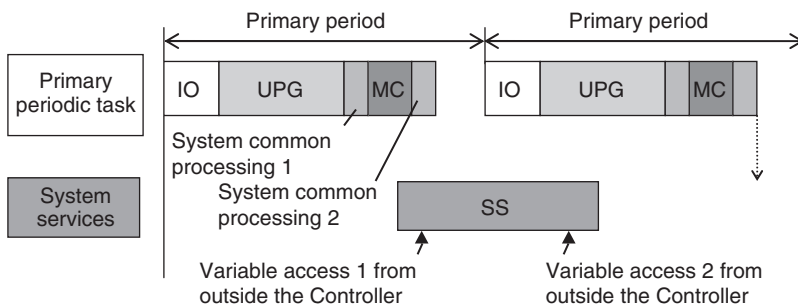 Primary period
Primary period
Primary
periodic task
IO
UPG
MC
IO
UPG
MC
System common
processing 1
System common
processing 2
System
services
SS
Variable access 1 from
outside the Controller
Variable access 2 from
outside the Controller